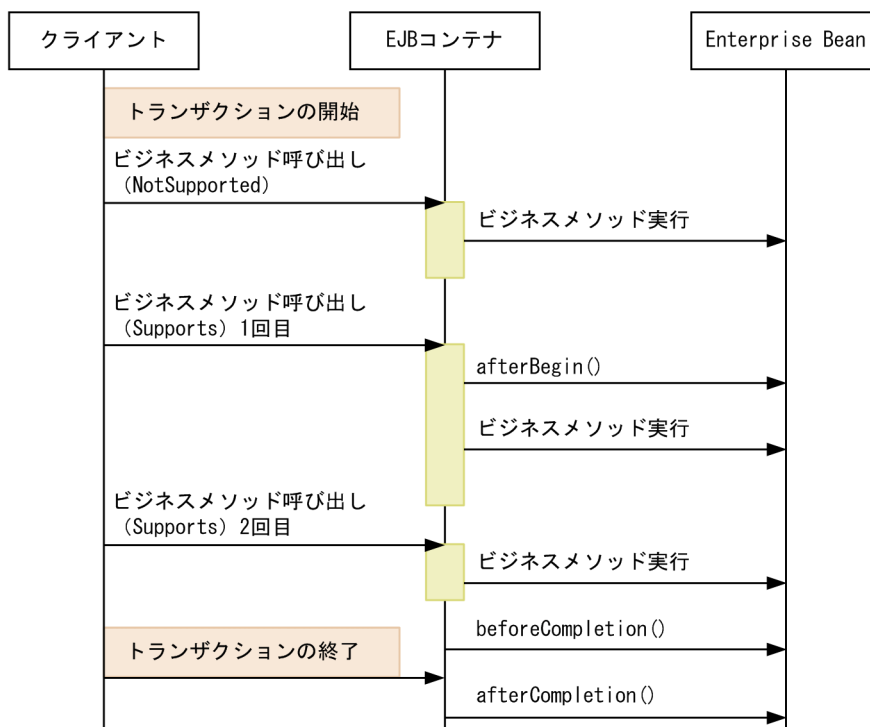 クライアント
EJBコンテナ
Enterprise Bean
トランザクションの開始
ビジネスメソッド呼び出し
（NotSupported）
ビジネスメソッド実行
ビジネスメソッド呼び出し
（Supports）1回目
afterBegin()
ビジネスメソッド実行
ビジネスメソッド呼び出し
（Supports）2回目
ビジネスメソッド実行
beforeCompletion()
トランザクションの終了
afterCompletion()